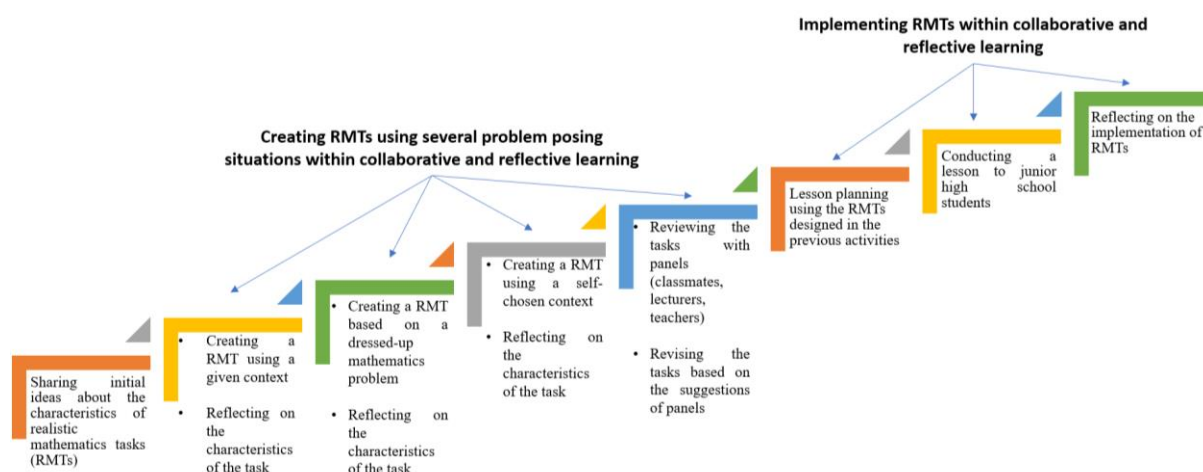 Implementing RMTs within collaborative and
reflective learning
Creating RMTs using several problem posing
situations within collaborative and reflective learning
Sharing initial
ideas about the
characteristics of
realistic
mathematics tasks
(RMTs)
• Creating a
RMT using a
given context
• Reflecting on
the
characteristics
of the task
• Creating a RMT
based on a
dressed-up
mathematics
problem
• Reflecting on
the
characteristics
of the task
• Creating a RMT
using a self-
chosen context
• Reflecting on
the
characteristics
of the task
• Reviewing the
tasks with
panels
(classmates,
lecturers,
teachers)
• Revising the
tasks based on
the suggestions
of panels
Lesson planning
using the RMTs
designed in the
previous activities
Conducting a
lesson to junior
high school
students
Reflecting on the
implementation of
RMTs